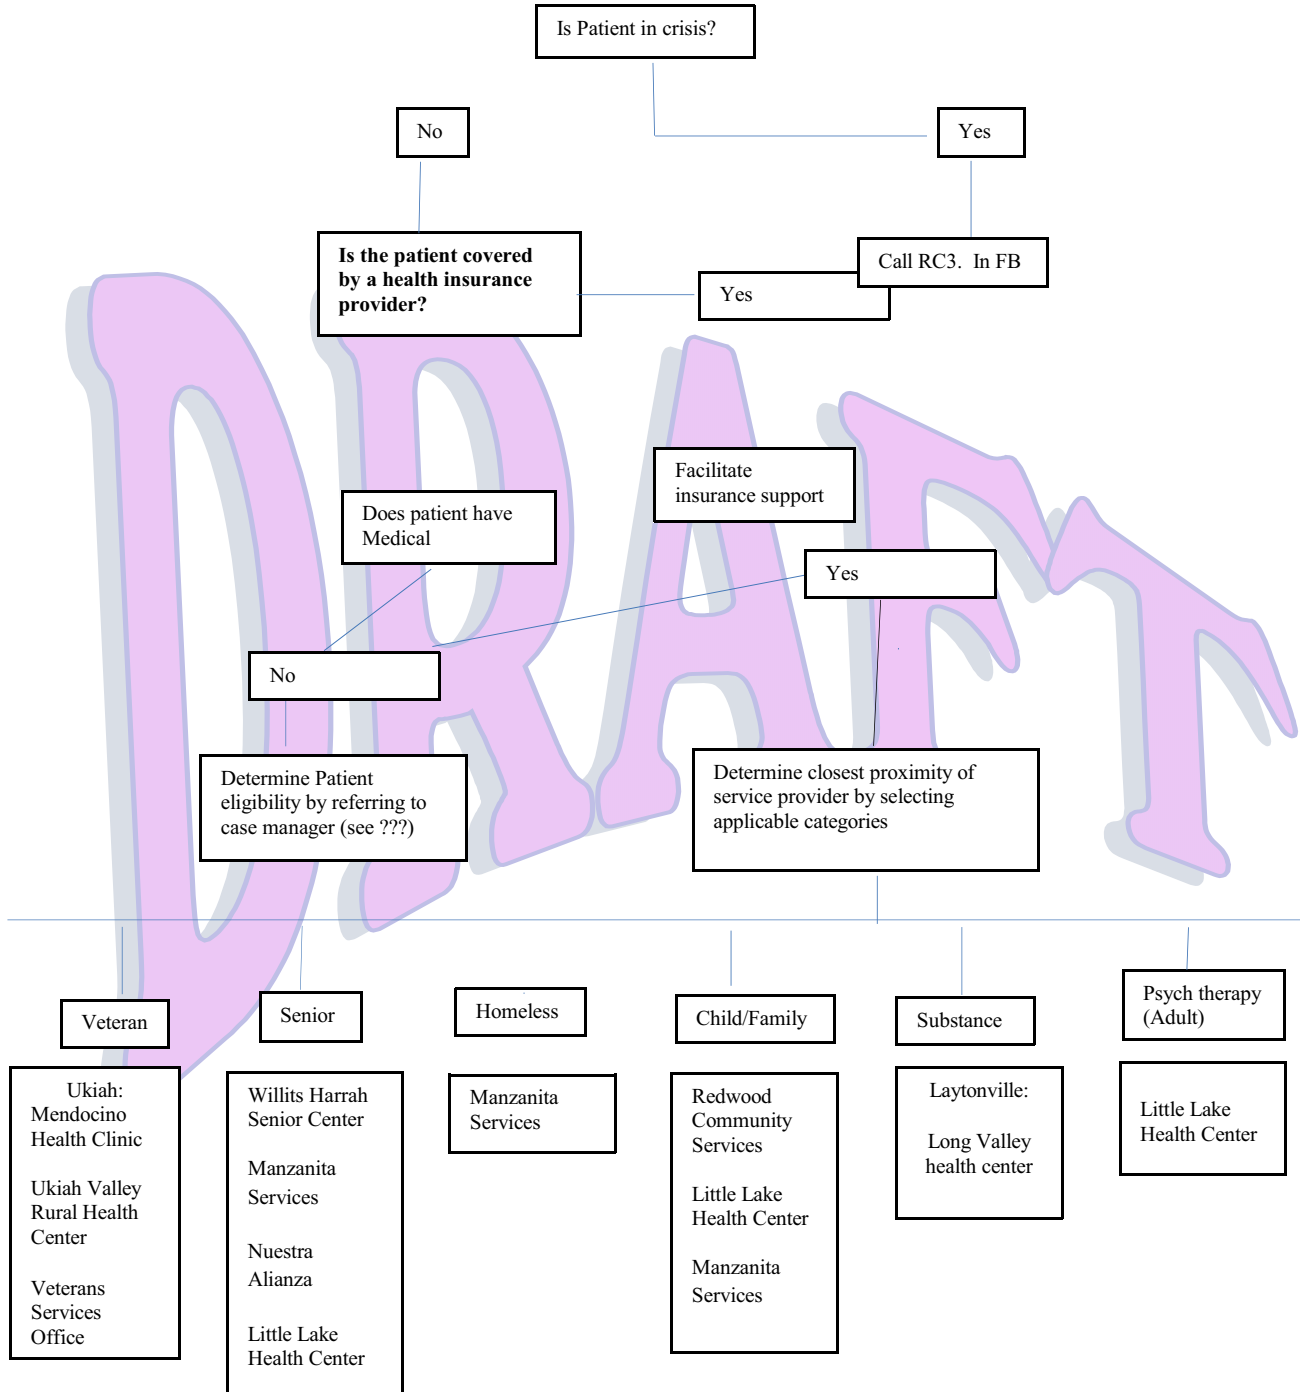 Is Patient in crisis?
No
Yes
Is the patient covered
by a health insurance
provider?
Yes
Call RC3.  In FB
Facilitate
insurance support
Does patient have
Medical
Yes
No
Determine Patient
eligibility by referring to
case manager (see ???)
Determine closest proximity of
service provider by selecting
applicable categories
DRAFT
Veteran
Senior
Homeless
Child/Family
Substance
Psych therapy
(Adult)
Ukiah:
Mendocino
Health Clinic
Ukiah Valley
Rural Health
Center
Veterans
Services
Office
Willits Harrah
Senior Center
Manzanita
Services
Nuestra
Alianza
Little Lake
Health Center
Manzanita
Services
Redwood
Community
Services
Little Lake
Health Center
Manzanita
Services
Laytonville:
Long Valley
health center
Little Lake
Health Center